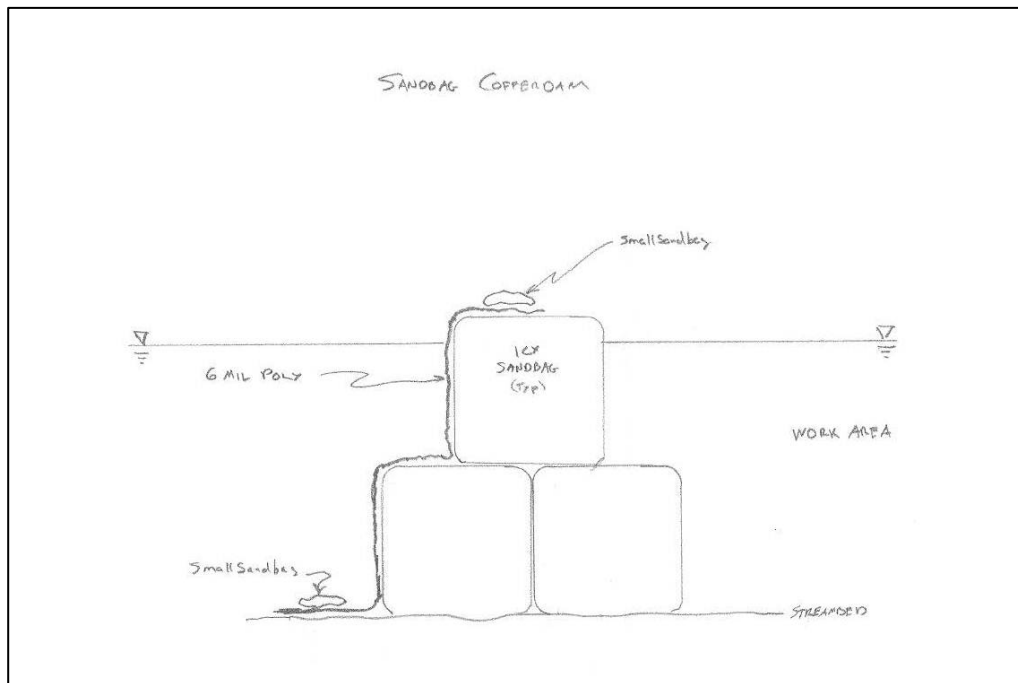 SANDBAG COFFERDAM
small sandbag
1CY
SANDBAG
(TYP)
6 MIL POLY
WORK AREA
small sandbag
STREAMBED